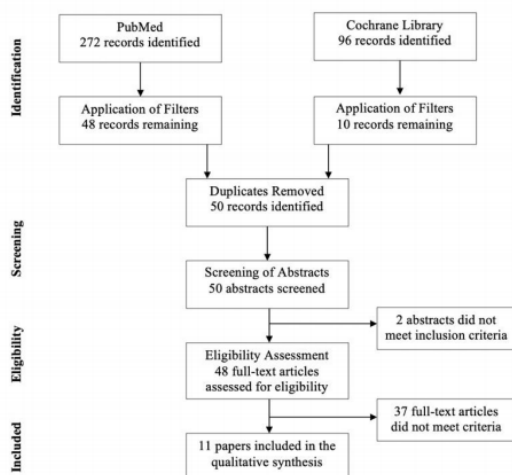 PubMed
272 records identified
Cochrane Library
96 records identified
Identification
Application of Filters
48 records remaining
Application of Filters
10 records remaining
Duplicates Removed
50 records identified
Screening
Screening of Abstracts
50 abstracts screened
2 abstracts did not
meet inclusion criteria
Eligibility
Eligibility Assessment
48 full-text articles
assessed for eligibility
37 full-text articles
did not meet criteria
Included
11 papers included in the
qualitative synthesis